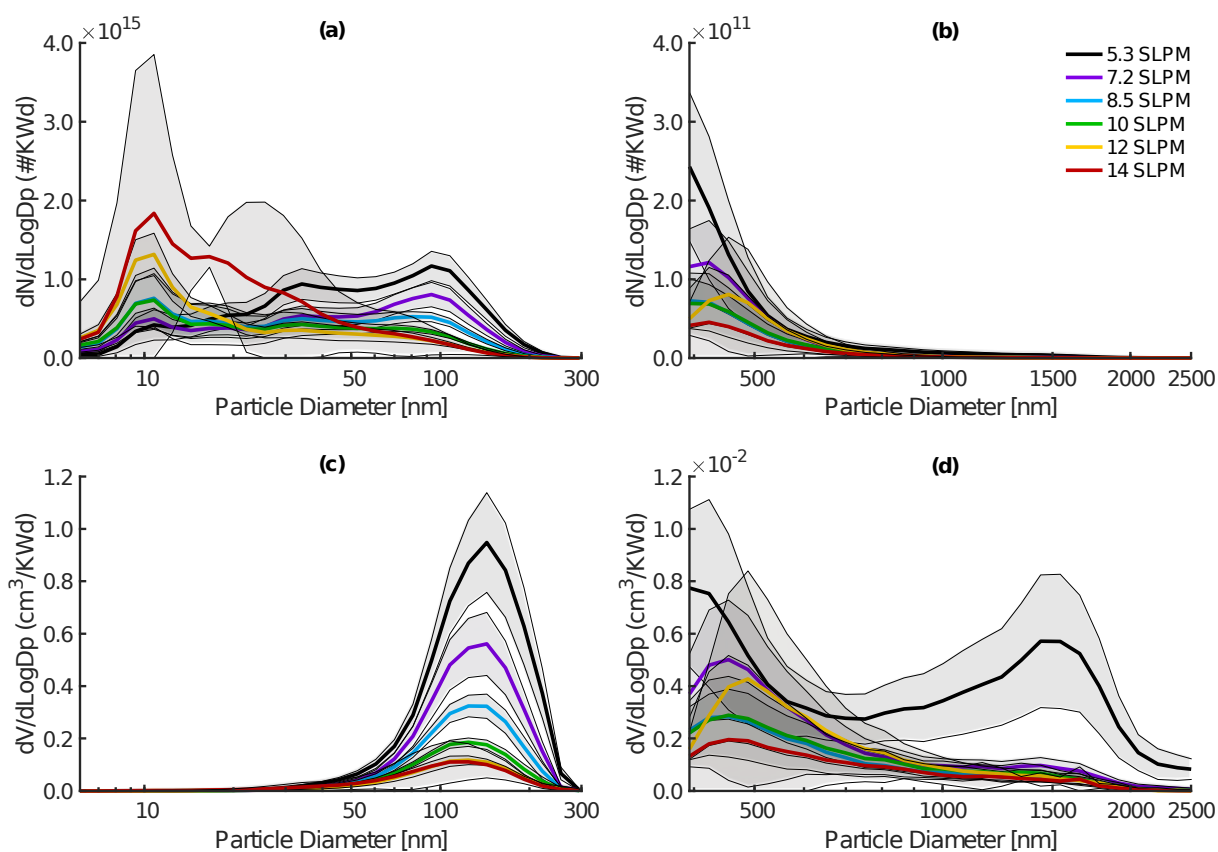 ×10^15
(a)
4.0
3.0
2.0
1.0
0.0
dN/dLogDp (#/KWd)
10
50
100
300
Particle Diameter [nm]
×10^11
(b)
4.0
3.0
2.0
1.0
0.0
dN/dLogDp (#/KWd)
5.3 SLPM
7.2 SLPM
8.5 SLPM
10 SLPM
12 SLPM
14 SLPM
500
1000
1500
2000
2500
Particle Diameter [nm]
(c)
1.2
1.0
0.8
0.6
0.4
0.2
0.0
dV/dLogDp (cm^3/KWd)
10
50
100
300
Particle Diameter [nm]
×10^-2
(d)
1.2
1.0
0.8
0.6
0.4
0.2
0.0
dV/dLogDp (cm^3/KWd)
500
1000
1500
2000
2500
Particle Diameter [nm]